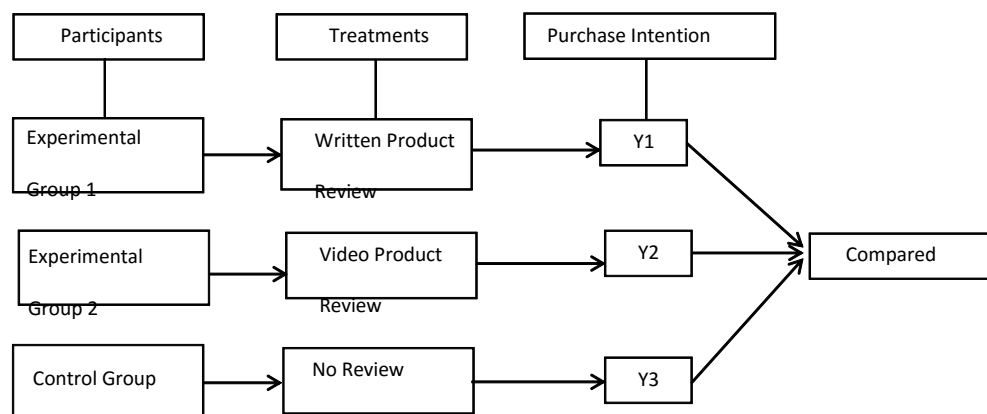 Participants
Treatments
Purchase Intention
Experimental
Group 1
Written Product
Review
Y1
Experimental
Group 2
Video Product
Review
Y2
Compared
Control Group
No Review
Y3